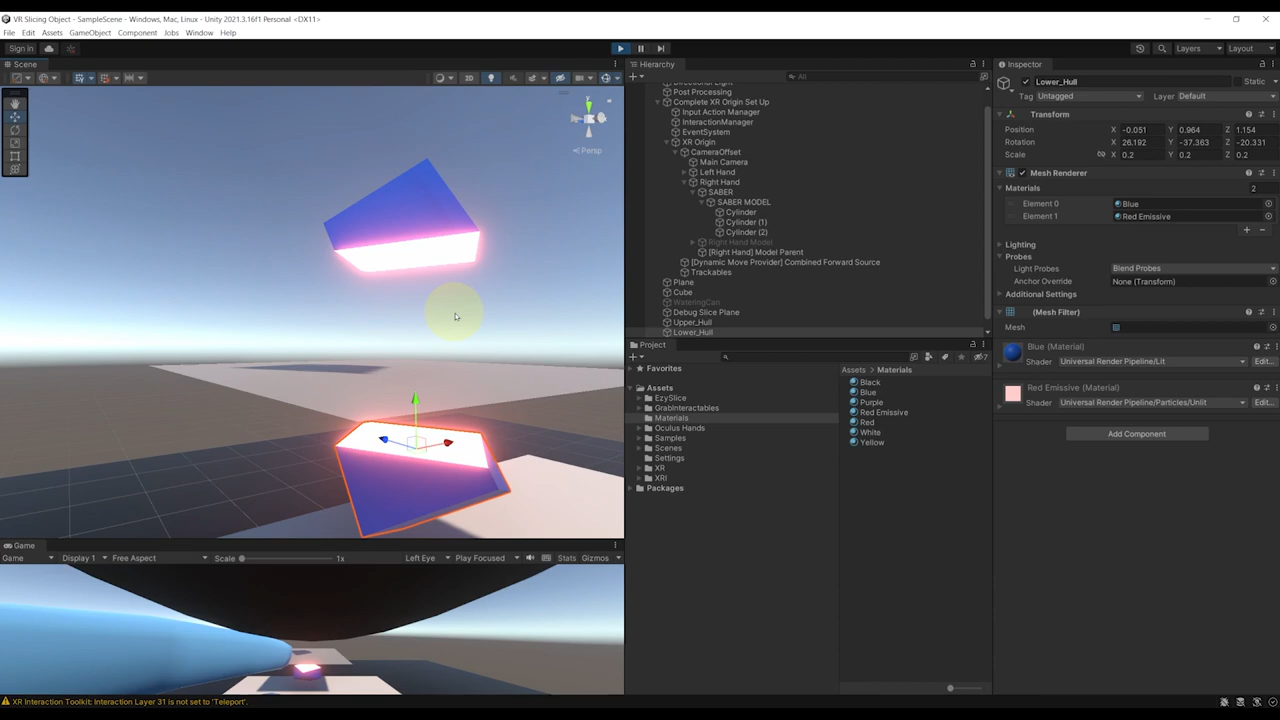 VR Slicing Object - SampleScene - Windows, Mac, Linux - Unity 2021.3.16f1 Personal <DX11>
File Edit Assets GameObject Component Jobs Window Help
Sign In
Layers
Layout
Scene
2D
y
Persp
Hierarchy
All
Directional Light
Post Processing
Complete XR Origin Set Up
Input Action Manager
InteractionManager
EventSystem
XR Origin
CameraOffset
Main Camera
Left Hand
Right Hand
SABER
SABER MODEL
Cylinder
Cylinder (1)
Cylinder (2)
Right Hand Model
[Right Hand] Model Parent
[Dynamic Move Provider] Combined Forward Source
Trackables
Plane
Cube
WateringCan
Debug Slice Plane
Upper_Hull
Lower_Hull
Project
7
Favorites
Assets
EzySlice
GrabInteractables
Materials
Oculus Hands
Samples
Scenes
Settings
XR
XRI
Packages
Assets > Materials
Black
Blue
Purple
Red Emissive
Red
White
Yellow
Inspector
Lower_Hull
Static
Tag Untagged Layer Default
Transform
Position X -0.051 Y 0.964 Z 1.154
Rotation X 26.192 Y -37.363 Z -20.331
Scale X 0.2 Y 0.2 Z 0.2
Mesh Renderer
Materials 2
Element 0 Blue
Element 1 Red Emissive
Lighting
Probes
Light Probes Blend Probes
Anchor Override None (Transform)
Additional Settings
(Mesh Filter)
Mesh
Blue (Material)
Shader Universal Render Pipeline/Lit Edit...
Red Emissive (Material)
Shader Universal Render Pipeline/Particles/Unlit Edit...
Add Component
Game
Game Display 1 Free Aspect Scale 1x Left Eye Play Focused Stats Gizmos
XR Interaction Toolkit: Interaction Layer 31 is not set to 'Teleport'.